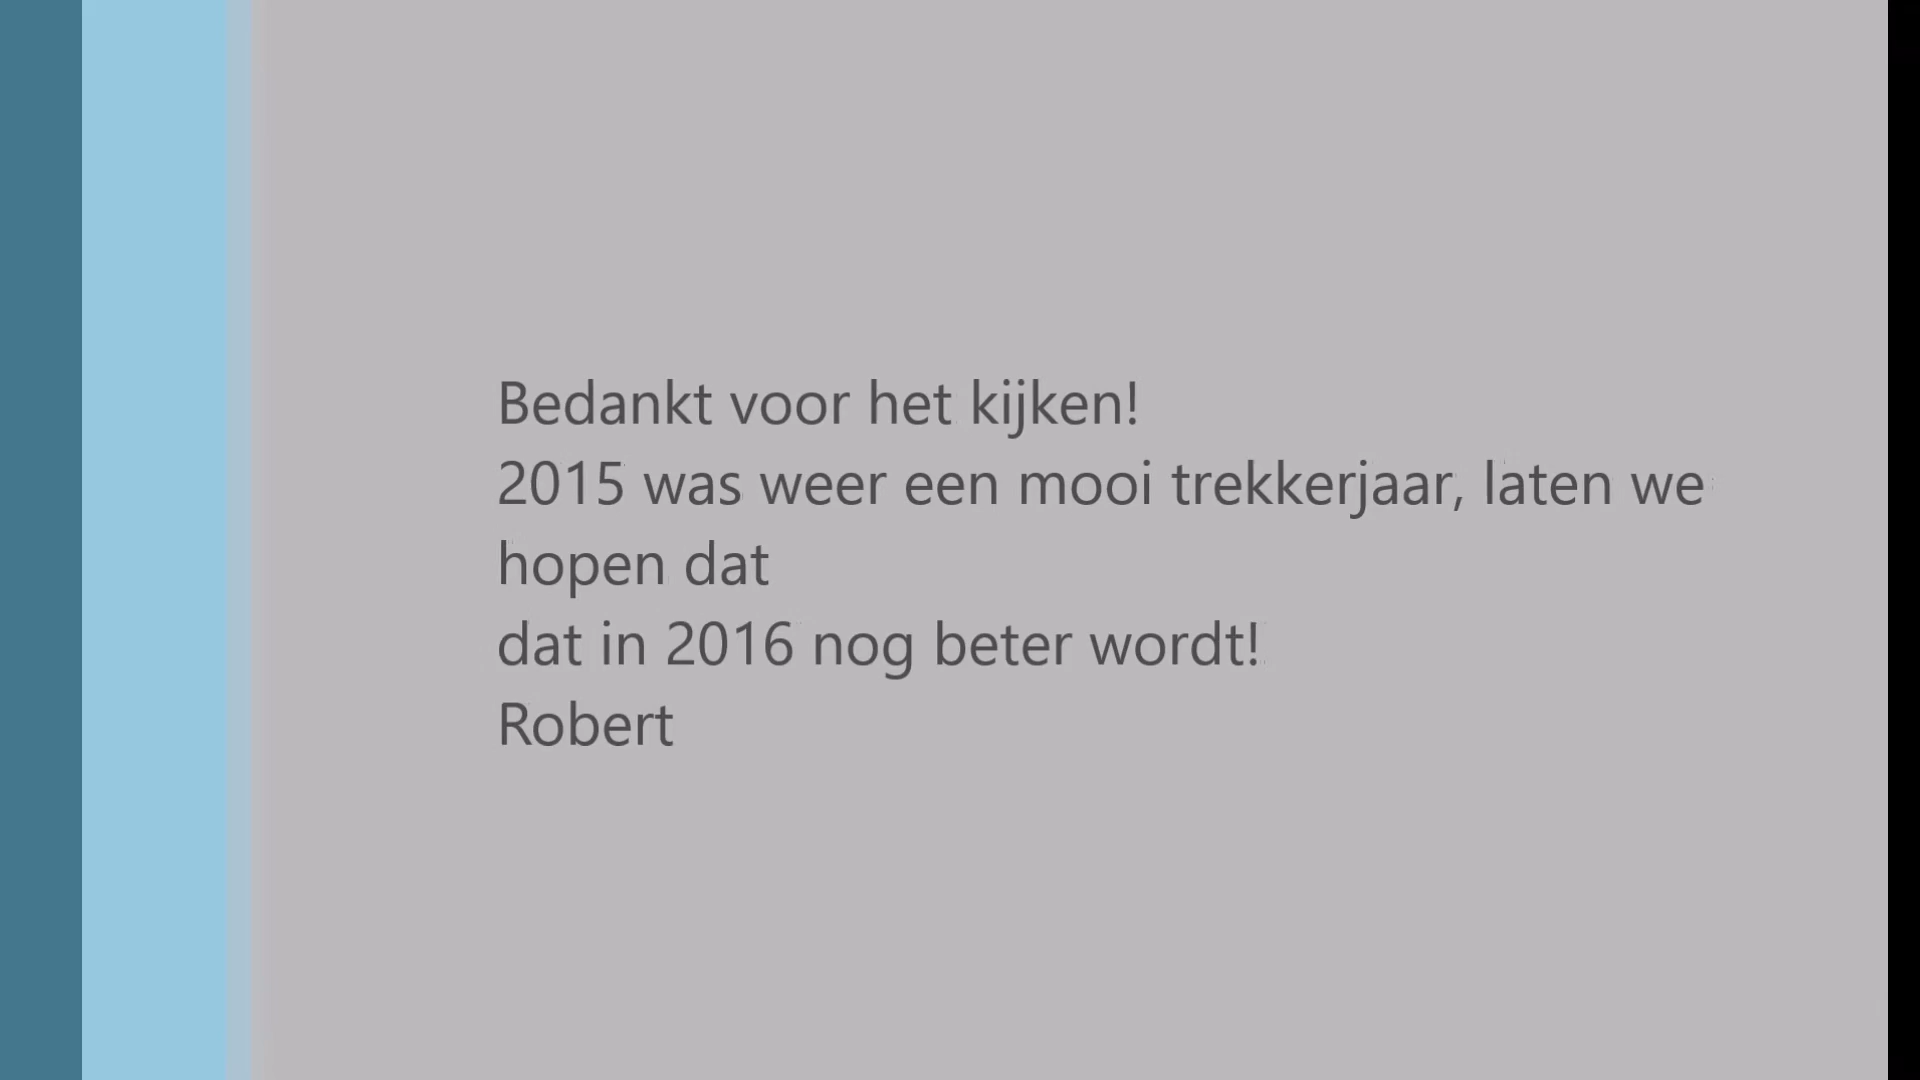 Bedankt voor het kijken!
2015 was weer een mooi trekkerjaar, laten we
hopen dat
dat in 2016 nog beter wordt!
Robert